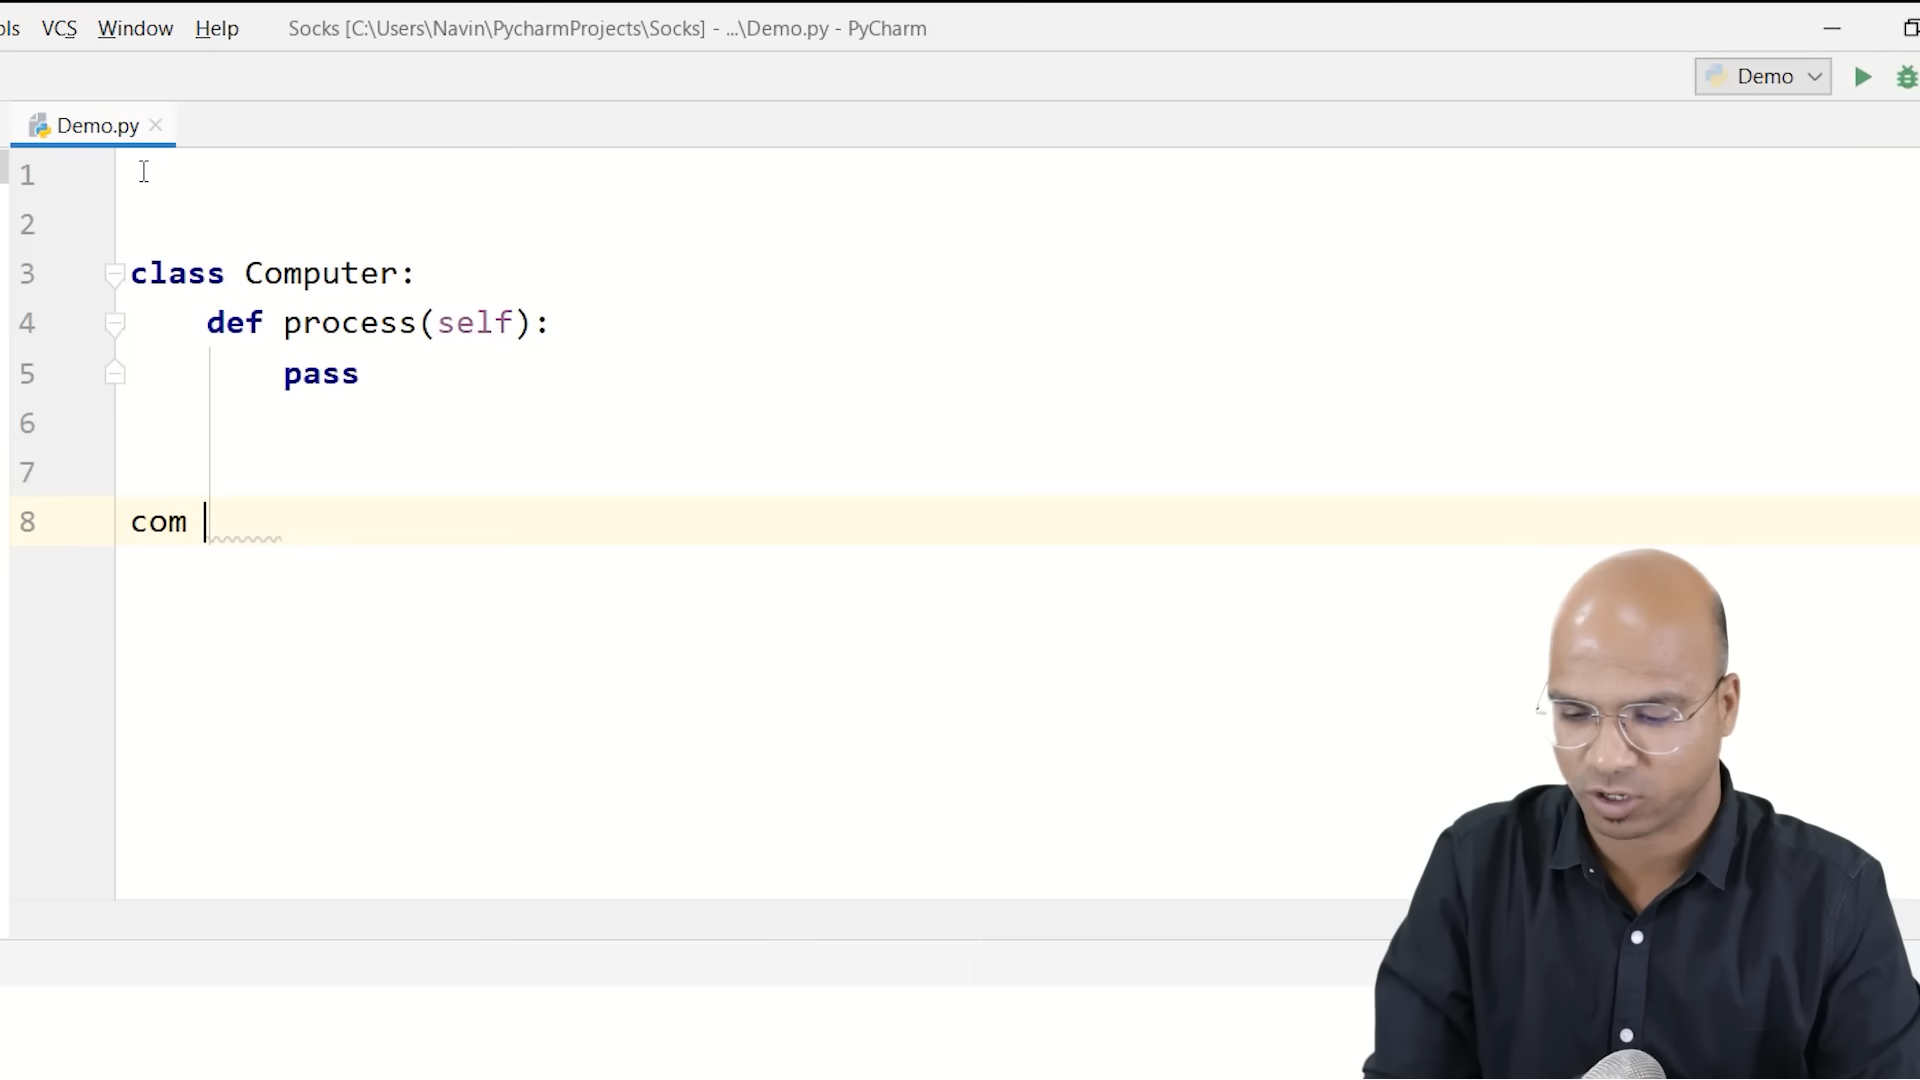 ols VCS Window Help Socks [C:\Users\Navin\PycharmProjects\Socks] - ...\Demo.py - PyCharm
Demo
Demo.py
1
2
3 class Computer:
4 def process(self):
5 pass
6
7
8 com